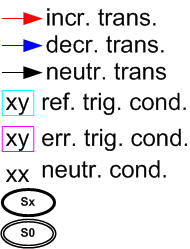 incr. trans.
decr. trans.
neutr. trans
xy ref. trig. cond.
xy err. trig. cond.
xx neutr. cond.
Sx
S0